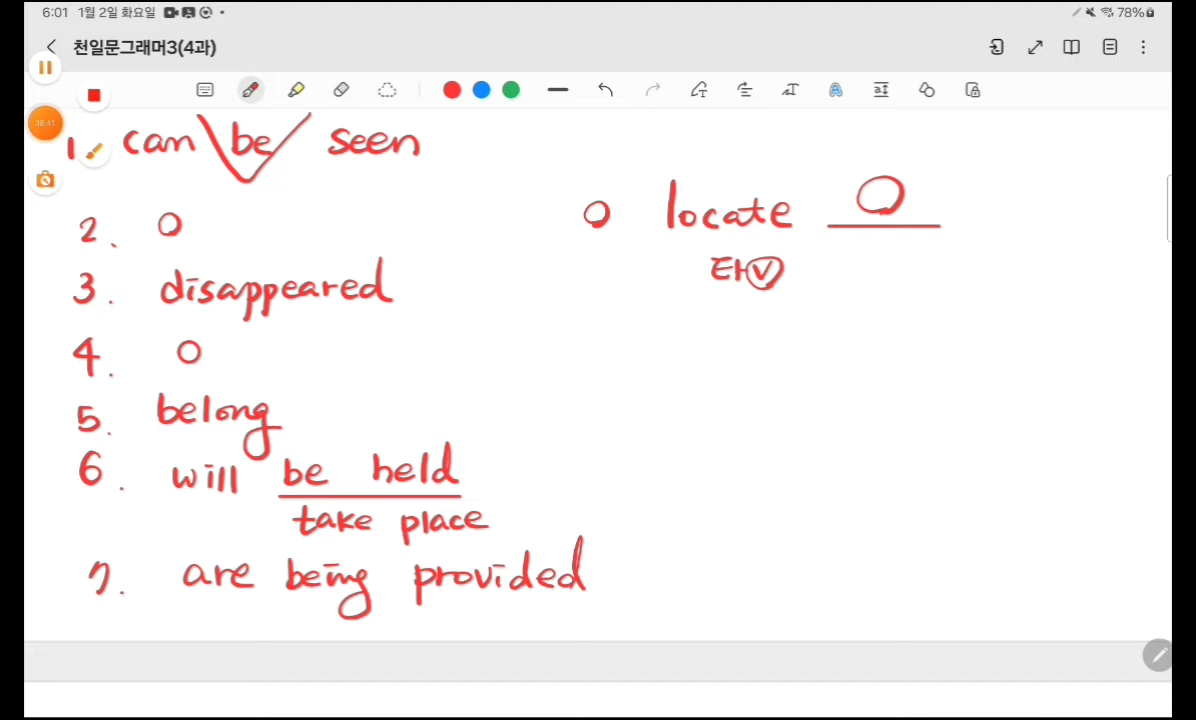 6:01 1월 2일 화요일
78%
천일문그래머3(4과)
38:41
1. can be seen
2. O
3. disappeared
4. O
5. belong
6. will be held
take place
7. are being provided
O locate O
타V